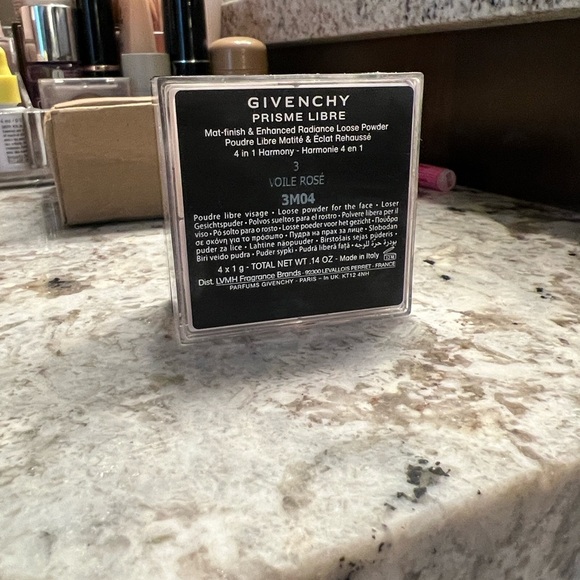 GIVENCHY
PRISME LIBRE
Mat-finish & Enhanced Radiance Loose Powder
Poudre Libre Matité & Éclat Rehaussé
4 in 1 Harmony - Harmonie 4 en 1
3
VOILE ROSÉ
3M04
Poudre libre visage • Loose powder for the face • Loser
Gesichtspuder • Polvos sueltos para el rostro • Polvere libera per il
viso • Pó solto para o rosto • Losse poeder voor het gezicht • Πούδρα
σε σκόνη για το πρόσωπο • Пудра на прах за лице • Slobodan
puder za lice • Lahtine näopuuder • Birstošais sejas pūderis •
Biri veido pudra • Puder sypki • Pudră liberă față • بودرة حرة للوجه
4 x 1 g - TOTAL NET WT .14 OZ - Made in Italy
Dist. LVMH Fragrance Brands - 92300 LEVALLOIS PERRET - FRANCE
PARFUMS GIVENCHY - PARIS - In UK. KT12 4NH